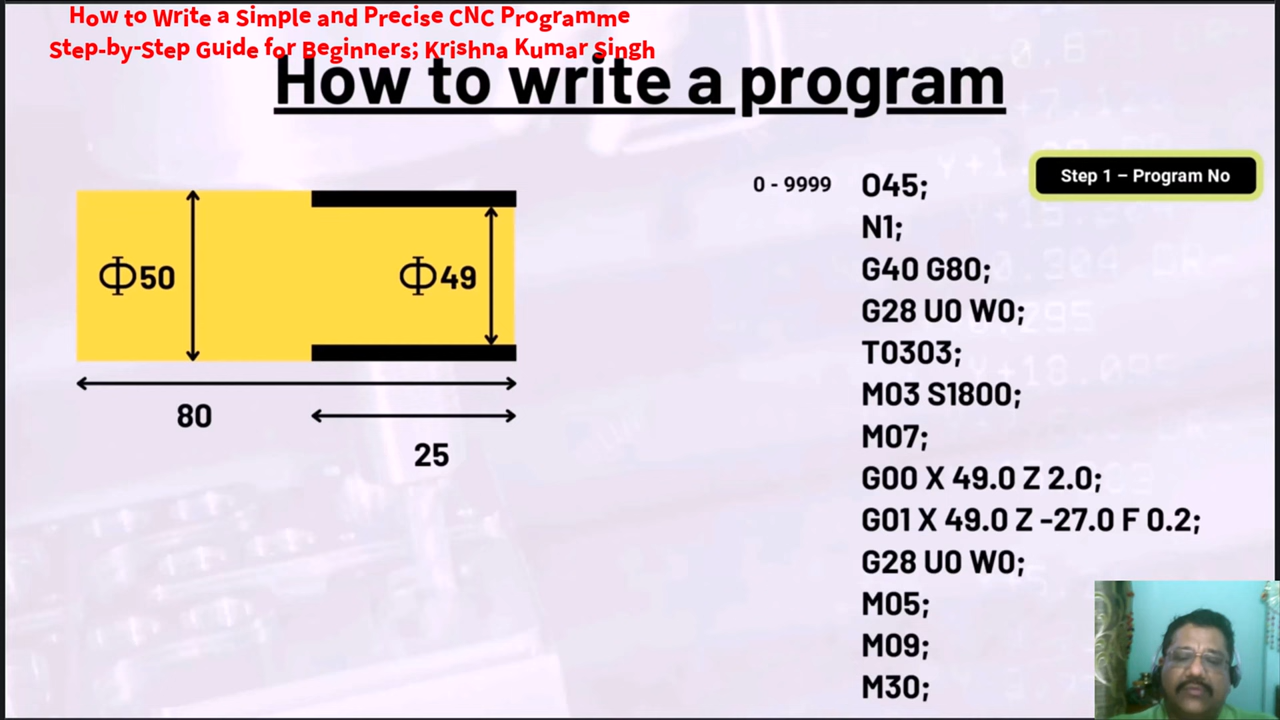 How to Write a Simple and Precise CNC Programme
Step-by-Step Guide for Beginners; Krishna Kumar Singh
How to write a program
0 - 9999
O45;
Step 1 – Program No
N1;
G40 G80;
G28 U0 W0;
T0303;
M03 S1800;
M07;
G00 X 49.0 Z 2.0;
G01 X 49.0 Z -27.0 F 0.2;
G28 U0 W0;
M05;
M09;
M30;
Φ50
Φ49
80
25